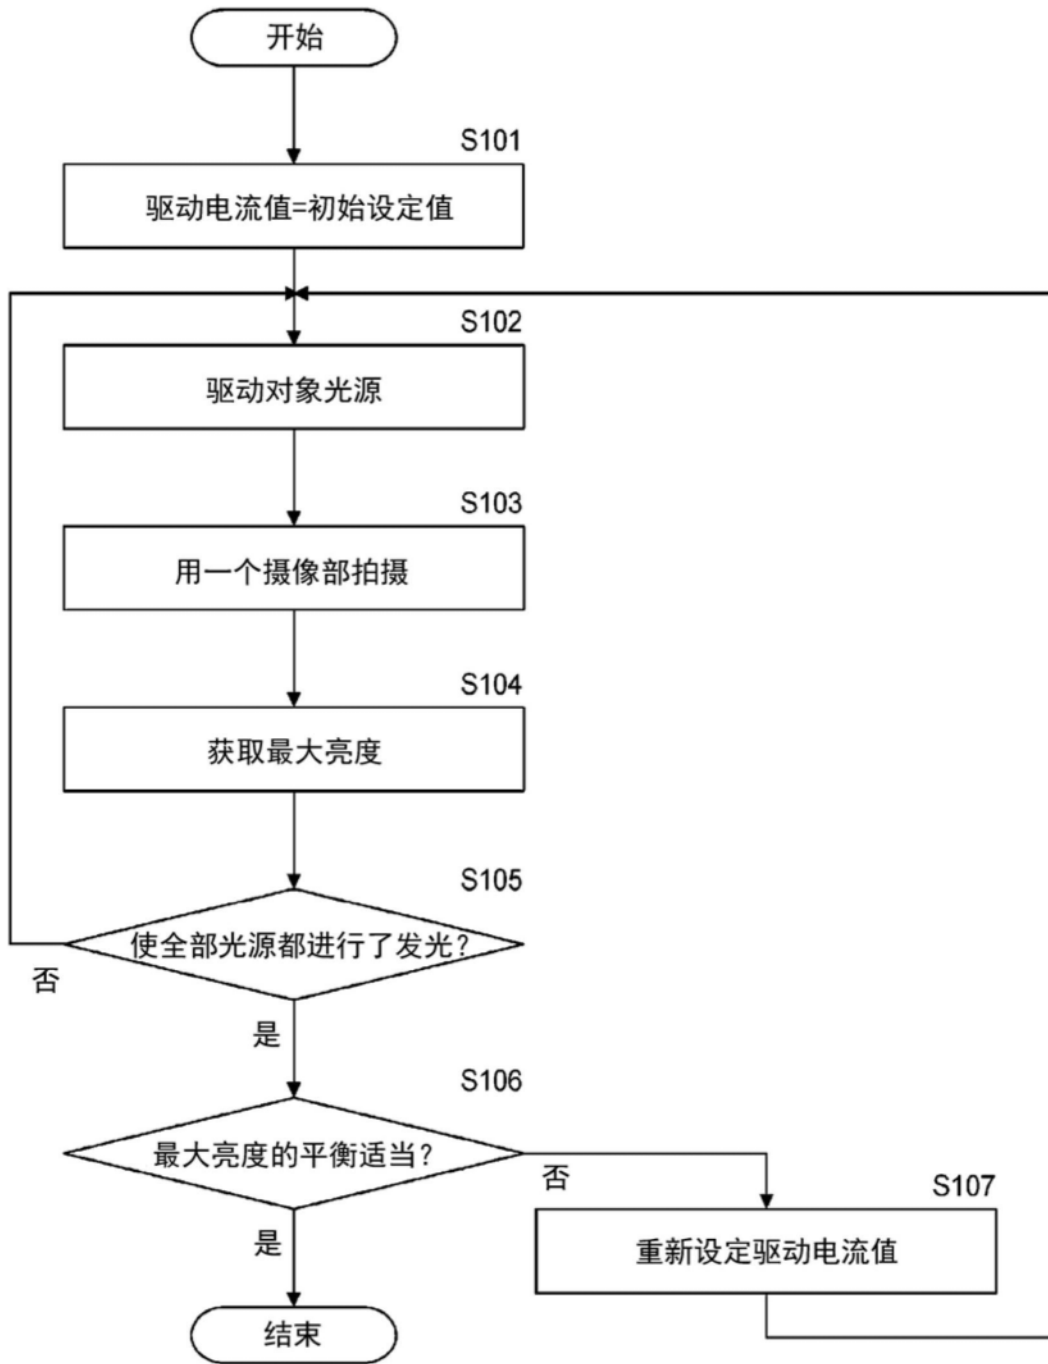 开始
S101
驱动电流值=初始设定值
S102
驱动对象光源
S103
用一个摄像部拍摄
S104
获取最大亮度
S105
使全部光源都进行了发光?
否
是
S106
最大亮度的平衡适当?
否
S107
是
重新设定驱动电流值
结束